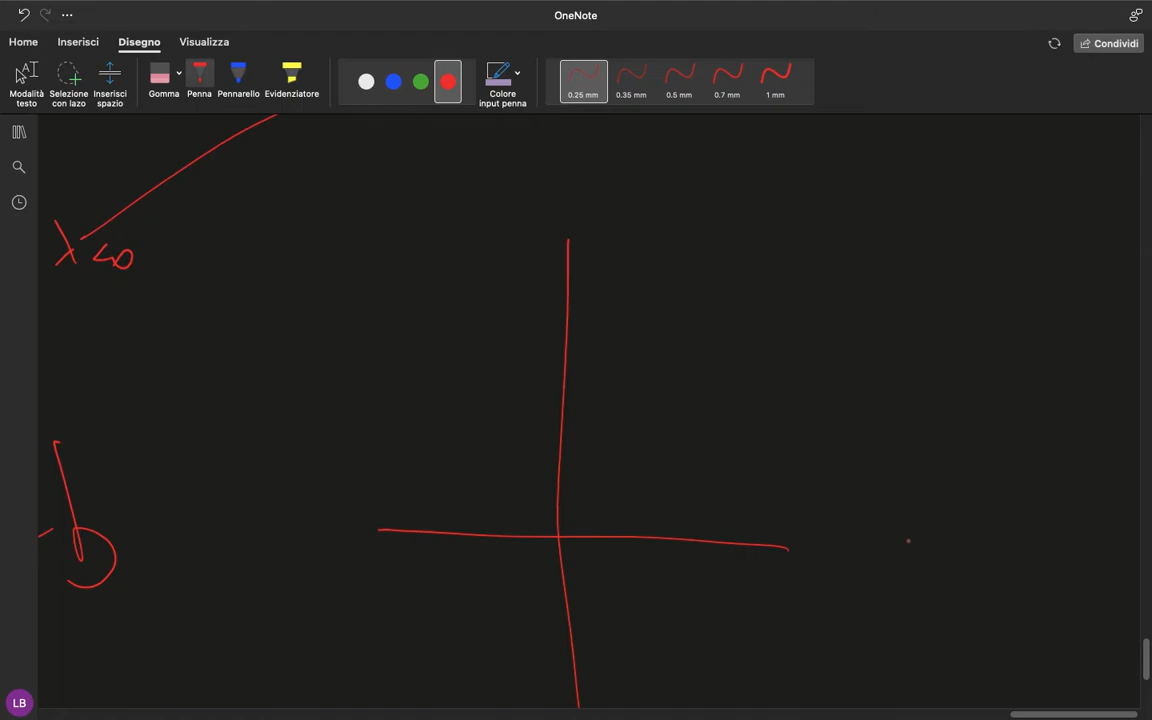 OneNote
Home Inserisci Disegno Visualizza
Condividi
Modalità testo
Selezione con lazo
Inserisci spazio
Gomma
Penna
Pennarello
Evidenziatore
Colore input penna
0.25 mm
0.35 mm
0.5 mm
0.7 mm
1 mm
LB